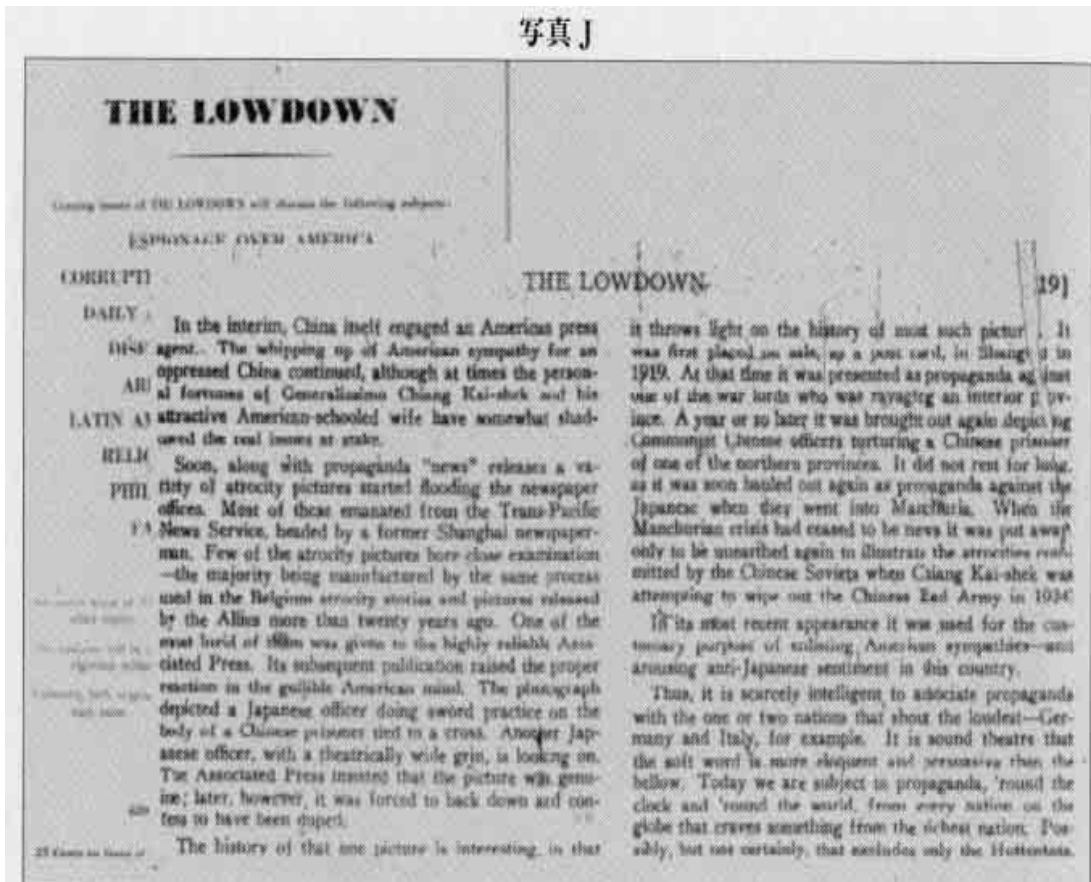 写真J
THE LOWDOWN
Coming issues of THE LOWDOWN will discuss the following subjects:
ESPIONAGE OVER AMERICA
CORRUPTI
DAILY
DISE
LATIN AM
RELIG
PHIL
THE LOWDOWN
19]
In the interim, China itself engaged an American press
agent. The whipping up of American sympathy for an
oppressed China continued, although at times the person-
al fortunes of Generalissimo Chiang Kai-shek and his
attractive American-schooled wife have somewhat shad-
owed the real issues at stake.
Soon, along with propaganda "news" releases a va-
riety of atrocity pictures started flooding the newspaper
offices. Most of these emanated from the Trans-Pacific
News Service, headed by a former Shanghai newspaper-
man. Few of the atrocity pictures bore close examination
—the majority being manufactured by the same process
used in the Belgium atrocity stories and pictures released
by the Allies more than twenty years ago. One of the
most lurid of them was given to the highly reliable Asso-
ciated Press. Its subsequent publication raised the proper
reaction in the gullible American mind. The photograph
depicted a Japanese officer doing sword practice on the
body of a Chinese prisoner tied to a cross. Another Jap-
anese officer, with a theatrically wide grin, is looking on.
The Associated Press insisted that the picture was genu-
ine; later, however, it was forced to back down and con-
fess to have been duped.
The history of that one picture is interesting, in that
it throws light on the history of most such pictur . It
was first placed on sale, as a post card, in Shangh i in
1919. At that time it was presented as propaganda ag inst
one of the war lords who was ravaging an interior p ov-
ince. A year or so later it was brought out again depicting
Communist Chinese officers torturing a Chinese prisoner
of one of the northern provinces. It did not rest for long,
as it was soon hauled out again as propaganda against the
Japanese when they went into Manchuria. When the
Manchurian crisis had ceased to be news it was put away
only to be unearthed again to illustrate the atrocities com-
mitted by the Chinese Soviets when Chiang Kai-shek was
attempting to wipe out the Chinese Red Army in 1934
In its most recent appearance it was used for the cus-
tomary purpose of enlisting American sympathies—and
arousing anti-Japanese sentiment in this country.
Thus, it is scarcely intelligent to associate propaganda
with the one or two nations that shout the loudest—Ger-
many and Italy, for example. It is sound theatre that
the soft word is more eloquent and persuasive than the
bellow. Today we are subject to propaganda, 'round the
clock and 'round the world, from every nation on the
globe that craves something from the richest nation. Pos-
sibly, but not certainly, that excludes only the Hottentots.